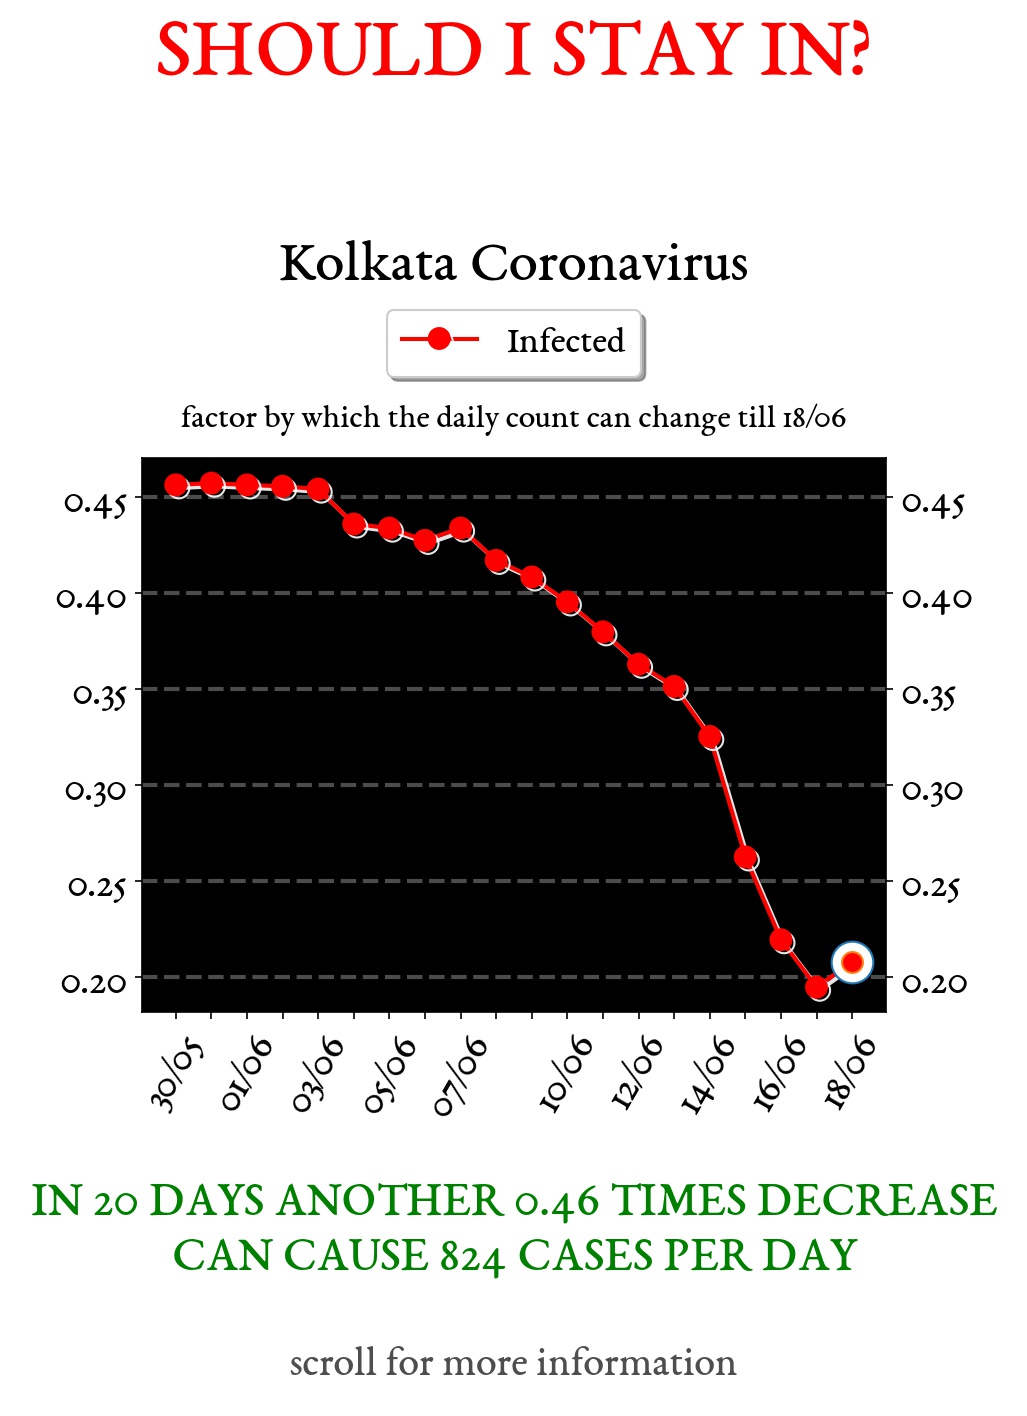 SHOULD I STAY IN?
Kolkata Coronavirus
Infected
factor by which the daily count can change till 18/06
0.45 0.45
0.40 0.40
0.35 0.35
0.30 0.30
0.25 0.25
0.20 0.20
30/05 01/06 03/06 05/06 07/06 10/06 12/06 14/06 16/06 18/06
IN 20 DAYS ANOTHER 0.46 TIMES DECREASE
CAN CAUSE 824 CASES PER DAY
scroll for more information